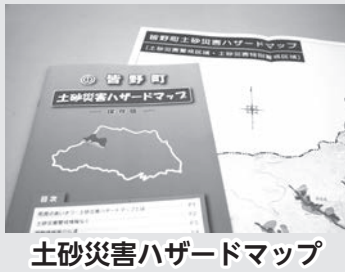 皆野町
土砂災害ハザードマップ
保存版
目次
皆野町土砂災害ハザードマップ
(土砂災害警戒区域・土砂災害特別警戒区域)
土砂災害ハザードマップ